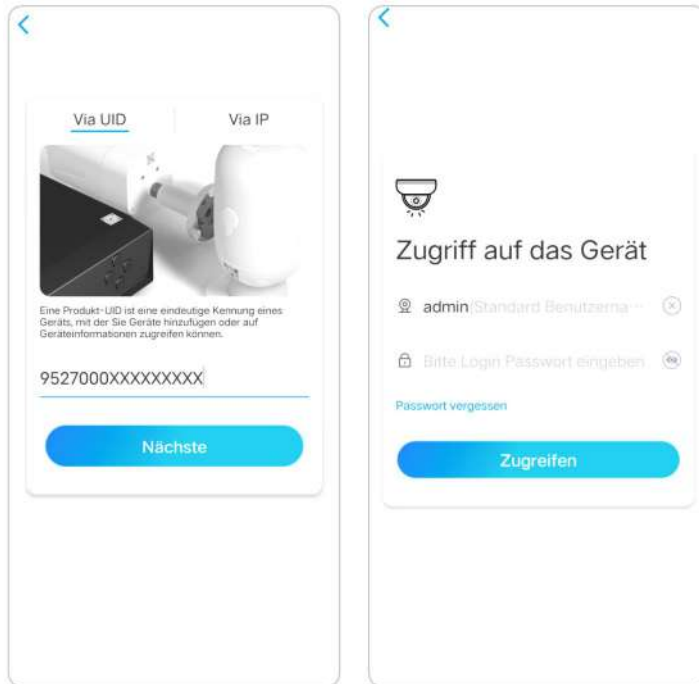 Via UID
Via IP
Eine Produkt-UID ist eine eindeutige Kennung eines
Geräts, mit der Sie Geräte hinzufügen oder auf
Geräteinformationen zugreifen können.
9527000XXXXXXXXX
Nächste
Zugriff auf das Gerät
admin(Standard Benutzerna···
Bitte Login Passwort eingeben
Passwort vergessen
Zugreifen